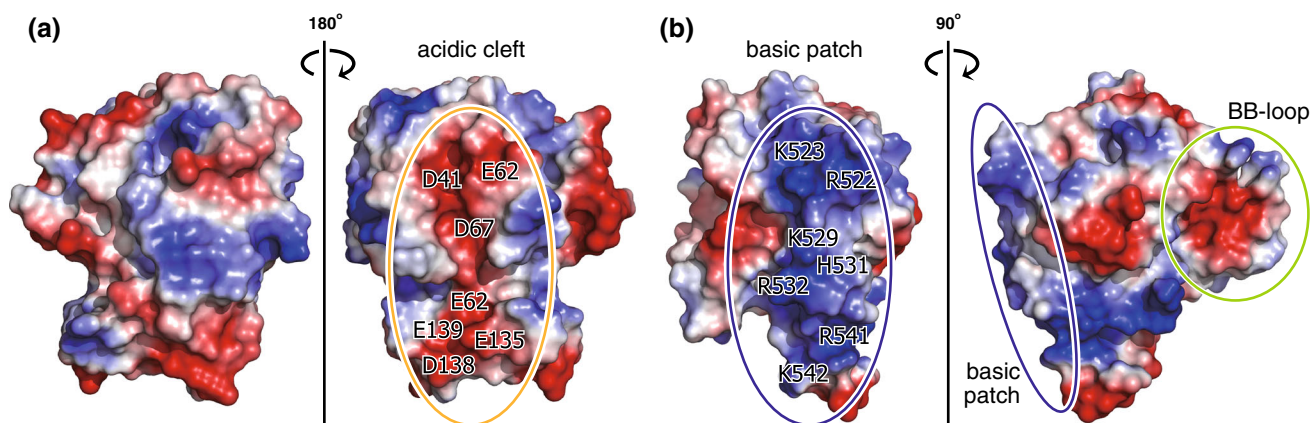 (a)
180°
acidic cleft
D41
E62
D67
E62
E139
E135
D138
(b)
basic patch
K523
R522
K529
H531
R532
R541
K542
90°
BB-loop
basic
patch